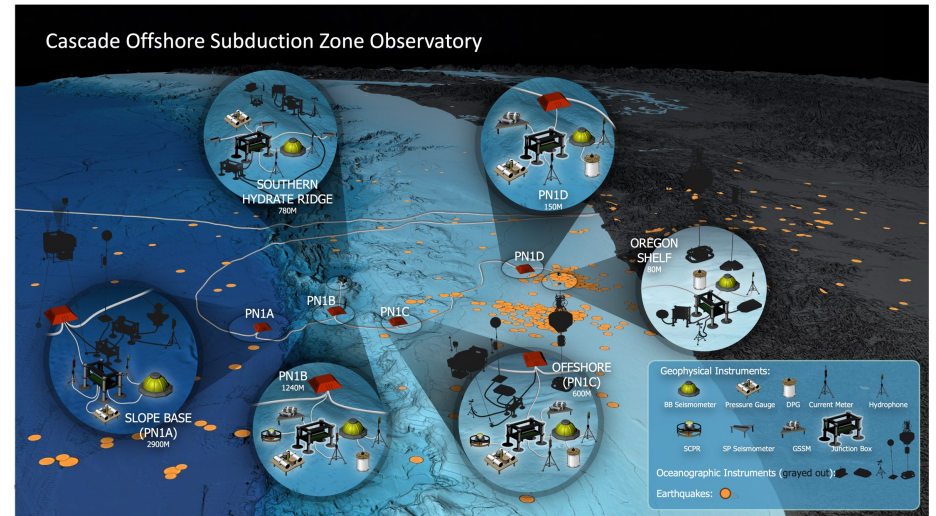 Cascade Offshore Subduction Zone Observatory
SOUTHERN
HYDRATE RIDGE
780M
PN1D
150M
OREGON
SHELF
80M
PN1D
PN1B
PN1A
PN1C
SLOPE BASE
(PN1A)
2900M
PN1B
1240M
OFFSHORE
(PN1C)
600M
Geophysical Instruments:
BB Seismometer Pressure Gauge DPG Current Meter Hydrophone
SCPR SP Seismometer GSSM Junction Box
Oceanographic Instruments (grayed out):
Earthquakes: